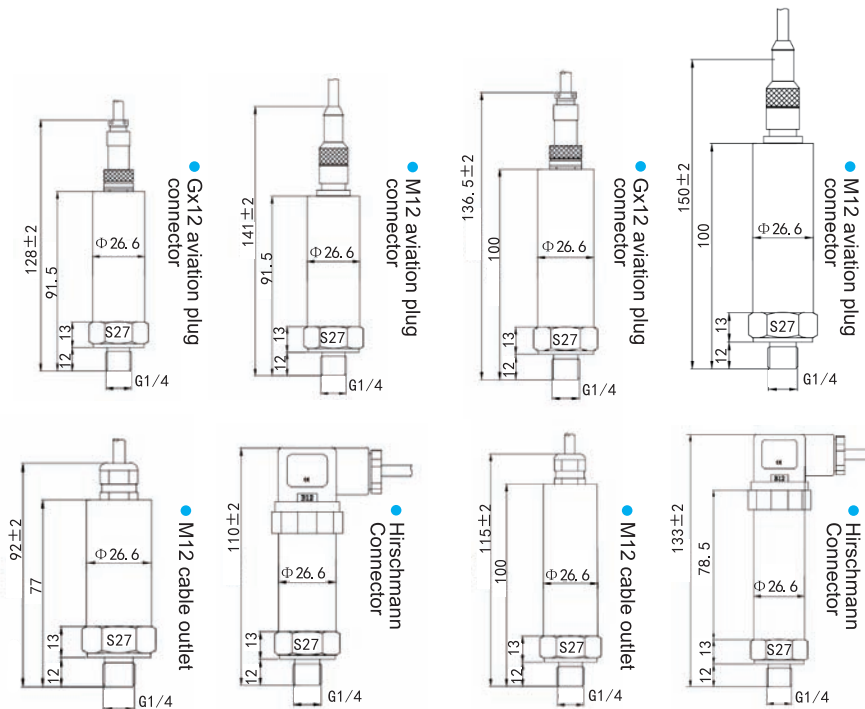 128±2
91.5
13
12
Φ26.6
S27
G1/4
Gx12 aviation plug
connector
141±2
91.5
13
12
Φ26.6
S27
G1/4
M12 aviation plug
connector
136.5±2
100
13
12
Φ26.6
S27
G1/4
Gx12 aviation plug
connector
150±2
100
13
12
Φ26.6
S27
G1/4
M12 aviation plug
connector
92±2
77
13
12
Φ26.6
S27
G1/4
M12 cable outlet
110±2
13
12
Φ26.6
S27
G1/4
Hirschmann
Connector
115±2
100
13
12
Φ26.6
S27
G1/4
M12 cable outlet
133±2
78.5
13
12
Φ26.6
S27
G1/4
Hirschmann
Connector